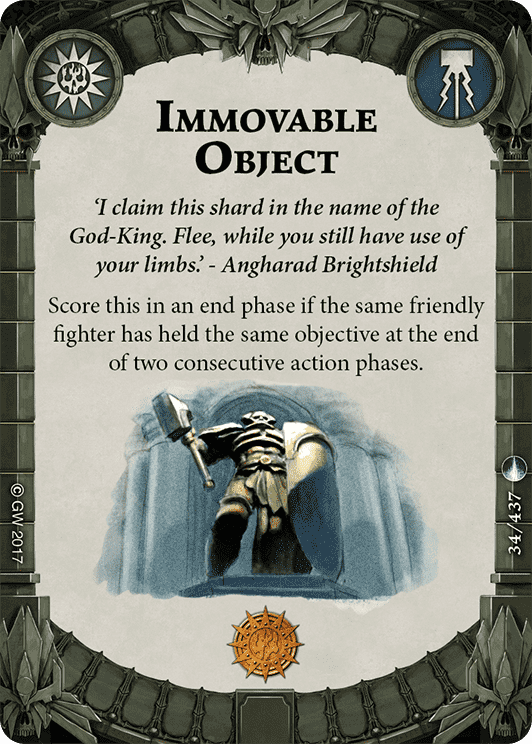 Immovable
Object
‘I claim this shard in the name of the
God-King. Flee, while you still have use of
your limbs.’ - Angharad Brightshield
Score this in an end phase if the same friendly
fighter has held the same objective at the end
of two consecutive action phases.
© GW 2017
34/437